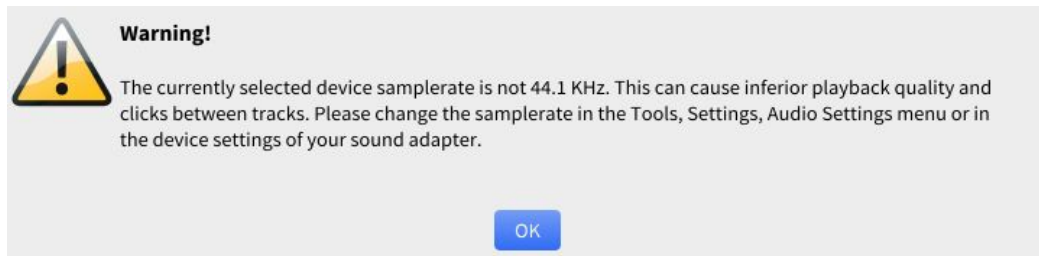 Warning!
The currently selected device samplerate is not 44.1 KHz. This can cause inferior playback quality and
clicks between tracks. Please change the samplerate in the Tools, Settings, Audio Settings menu or in
the device settings of your sound adapter.
OK